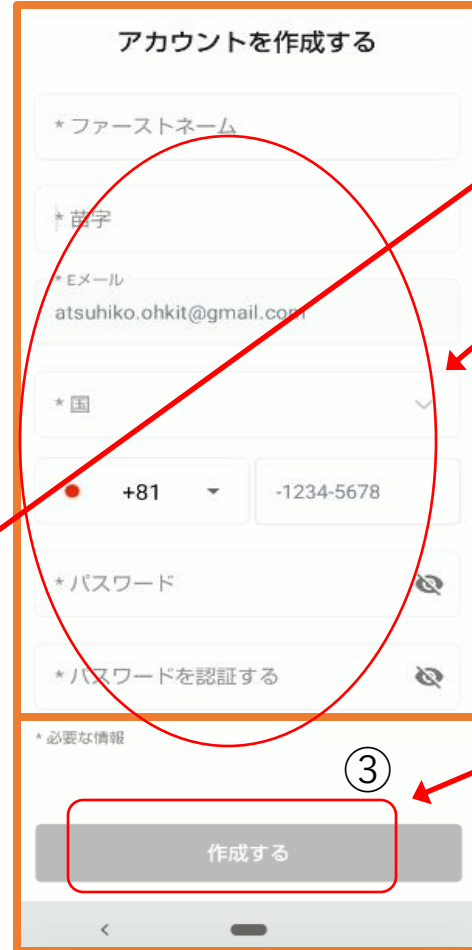 アカウントを作成する
* ファーストネーム
* 苗字
* Eメール
atsuhiko.ohkit@gmail.com
* 国
+81 -1234-5678
* パスワード
* パスワードを認証する
* 必要な情報
③
作成する